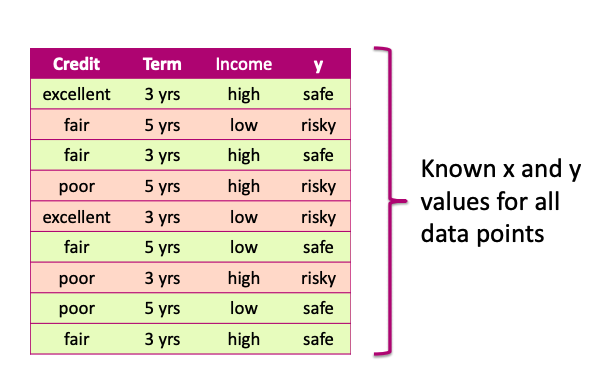 Credit Term Income y
excellent 3 yrs high safe
fair 5 yrs low risky
fair 3 yrs high safe
poor 5 yrs high risky
excellent 3 yrs low risky
fair 5 yrs low safe
poor 3 yrs high risky
poor 5 yrs low safe
fair 3 yrs high safe
Known x and y
values for all
data points